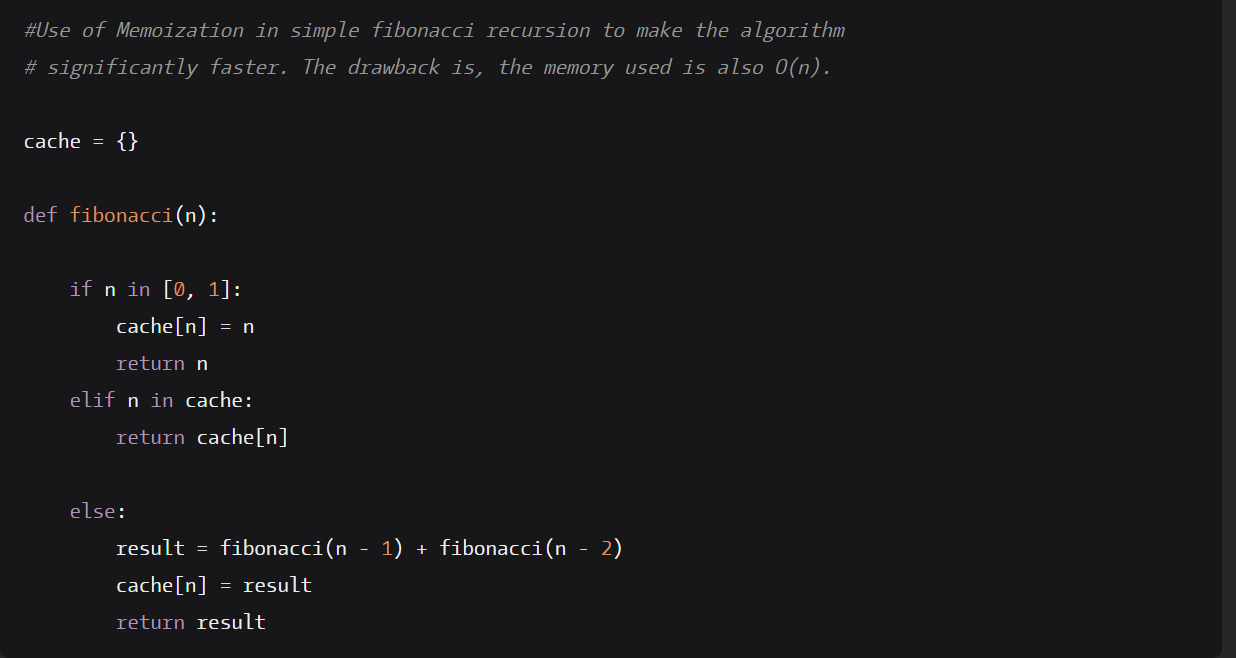 #Use of Memoization in simple fibonacci recursion to make the algorithm
# significantly faster. The drawback is, the memory used is also O(n).
cache = {}
def fibonacci(n):
    if n in [0, 1]:
        cache[n] = n
        return n
    elif n in cache:
        return cache[n]
    else:
        result = fibonacci(n - 1) + fibonacci(n - 2)
        cache[n] = result
        return result